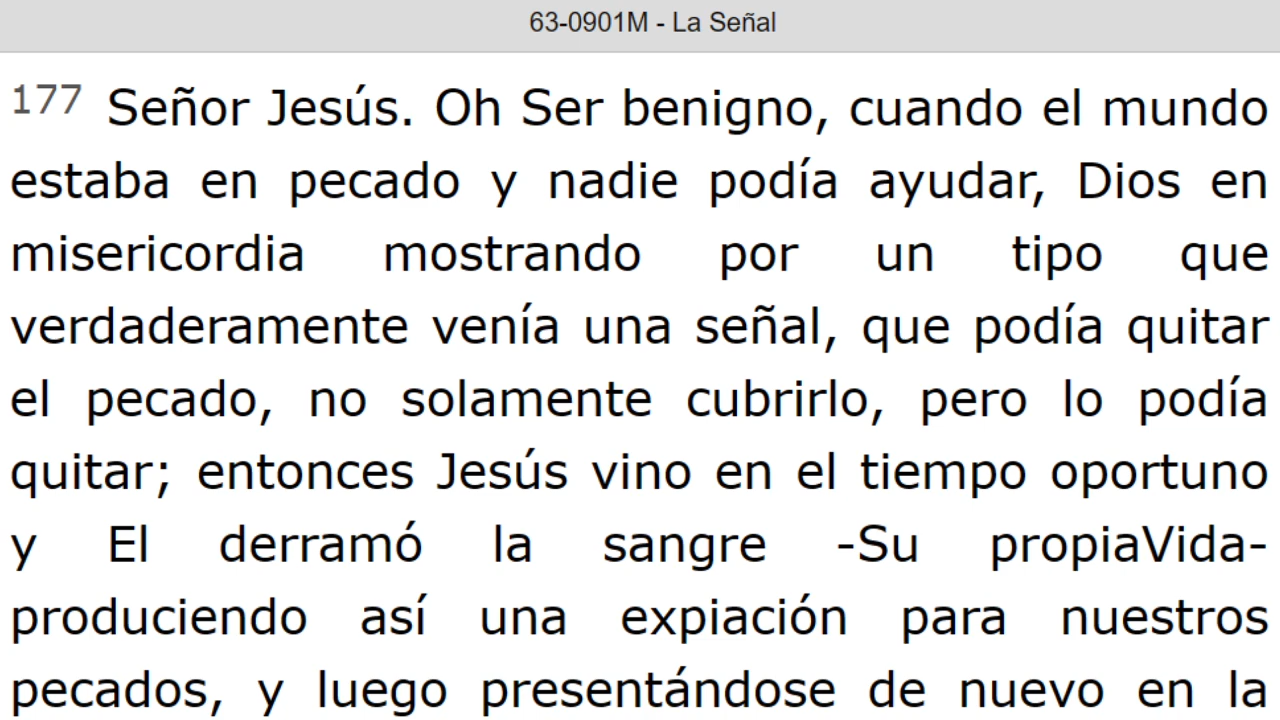 63-0901M - La Señal
177 Señor Jesús. Oh Ser benigno, cuando el mundo
estaba en pecado y nadie podía ayudar, Dios en
misericordia mostrando por un tipo que
verdaderamente venía una señal, que podía quitar
el pecado, no solamente cubrirlo, pero lo podía
quitar; entonces Jesús vino en el tiempo oportuno
y El derramó la sangre -Su propiaVida-
produciendo así una expiación para nuestros
pecados, y luego presentándose de nuevo en la